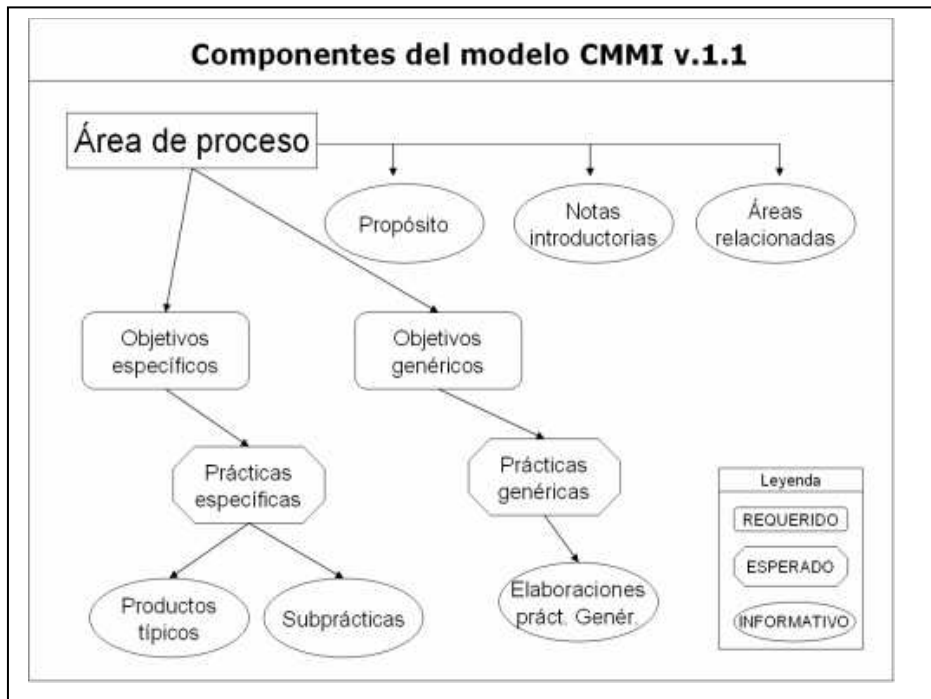 Componentes del modelo CMMI v.1.1
Área de proceso
Propósito
Notas
introductorias
Áreas
relacionadas
Objetivos
específicos
Objetivos
genéricos
Prácticas
específicas
Prácticas
genéricas
Productos
típicos
Subprácticas
Elaboraciones
práct. Genér.
Leyenda
REQUERIDO
ESPERADO
INFORMATIVO